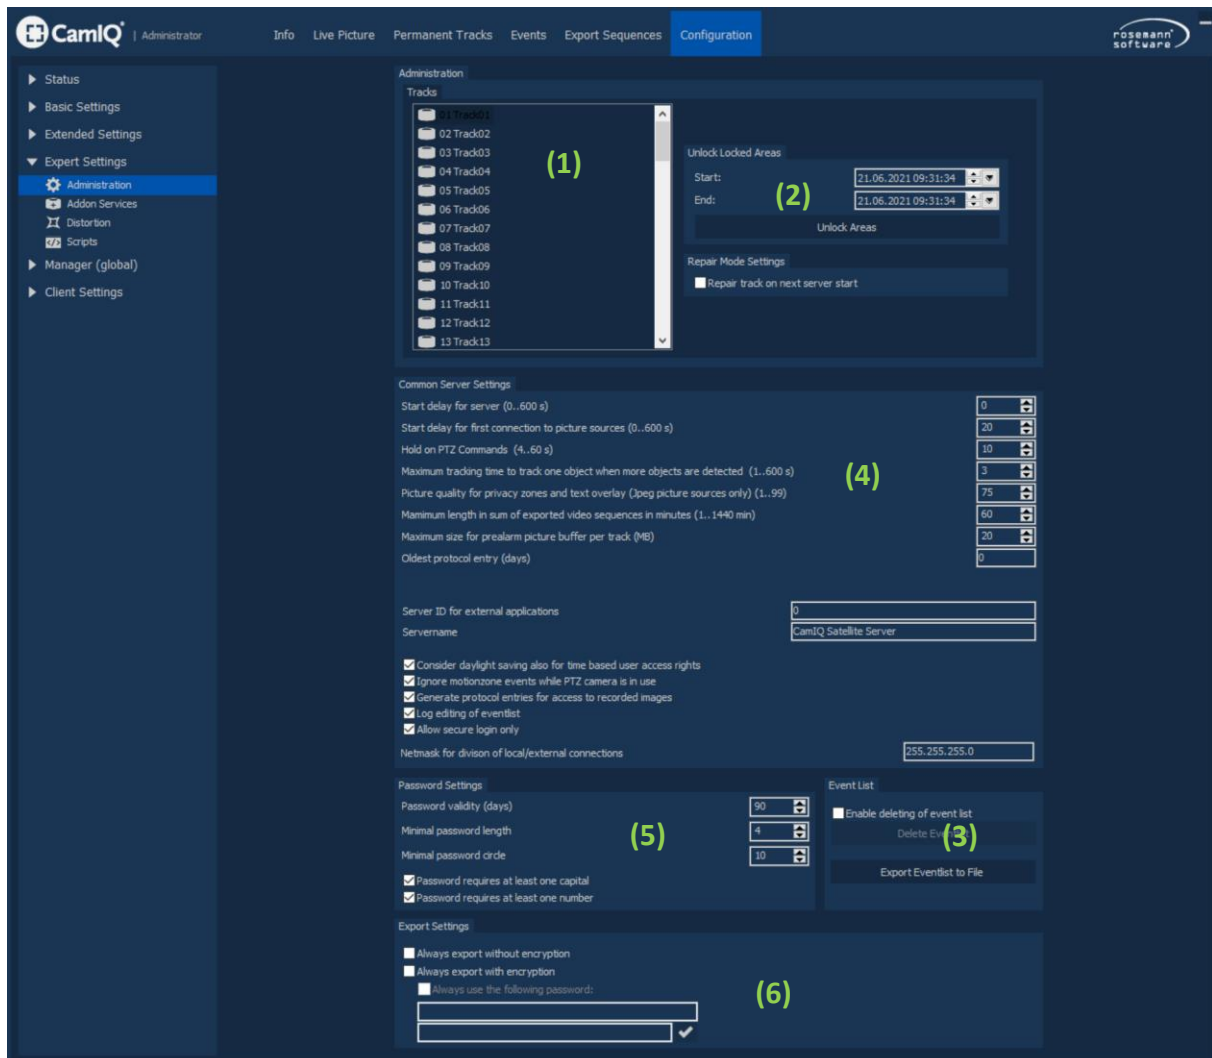 CamIQ® | Administrator
Info Live Picture Permanent Tracks Events Export Sequences Configuration
rosemann®
software
Status
Basic Settings
Extended Settings
Expert Settings
Administration
Addon Services
Distortion
Scripts
Manager (global)
Client Settings
Administration
Tracks
01 Track01
02 Track02
03 Track03
04 Track04
05 Track05
06 Track06
07 Track07
08 Track08
09 Track09
10 Track10
11 Track11
12 Track12
13 Track13
(1)
Unlock Locked Areas
Start: 21.06.2021 09:31:34
End: 21.06.2021 09:31:34
(2)
Unlock Areas
Repair Mode Settings
Repair track on next server start
Common Server Settings
Start delay for server (0..600 s) 0
Start delay for first connection to picture sources (0..600 s) 20
Hold on PTZ Commands (4..60 s) 10
Maximum tracking time to track one object when more objects are detected (1..600 s) 3
(4)
Picture quality for privacy zones and text overlay (Jpeg picture sources only) (1..99) 75
Mamimum length in sum of exported video sequences in minutes (1..1440 min) 60
Maximum size for prealarm picture buffer per track (MB) 20
Oldest protocol entry (days) 0
Server ID for external applications 0
Servername CamIQ Satellite Server
Consider daylight saving also for time based user access rights
Ignore motionzone events while PTZ camera is in use
Generate protocol entries for access to recorded images
Log editing of eventlist
Allow secure login only
Netmask for divison of local/external connections 255.255.255.0
Password Settings
Password validity (days) 90
Minimal password length 4
(5)
Minimal password circle 10
Password requires at least one capital
Password requires at least one number
Event List
Enable deleting of event list
Delete
(3)
Export Eventlist to File
Export Settings
Always export without encryption
Always export with encryption
Always use the following password:
(6)